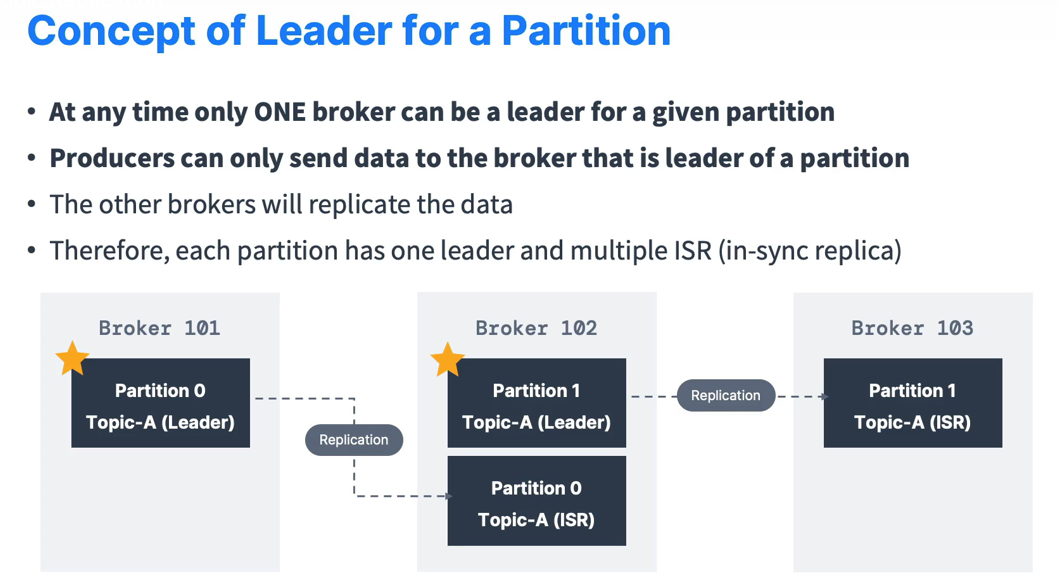 Concept of Leader for a Partition
• At any time only ONE broker can be a leader for a given partition
• Producers can only send data to the broker that is leader of a partition
• The other brokers will replicate the data
• Therefore, each partition has one leader and multiple ISR (in-sync replica)
Broker 101
Partition 0
Topic-A (Leader)
Replication
Broker 102
Partition 1
Topic-A (Leader)
Partition 0
Topic-A (ISR)
Replication
Broker 103
Partition 1
Topic-A (ISR)